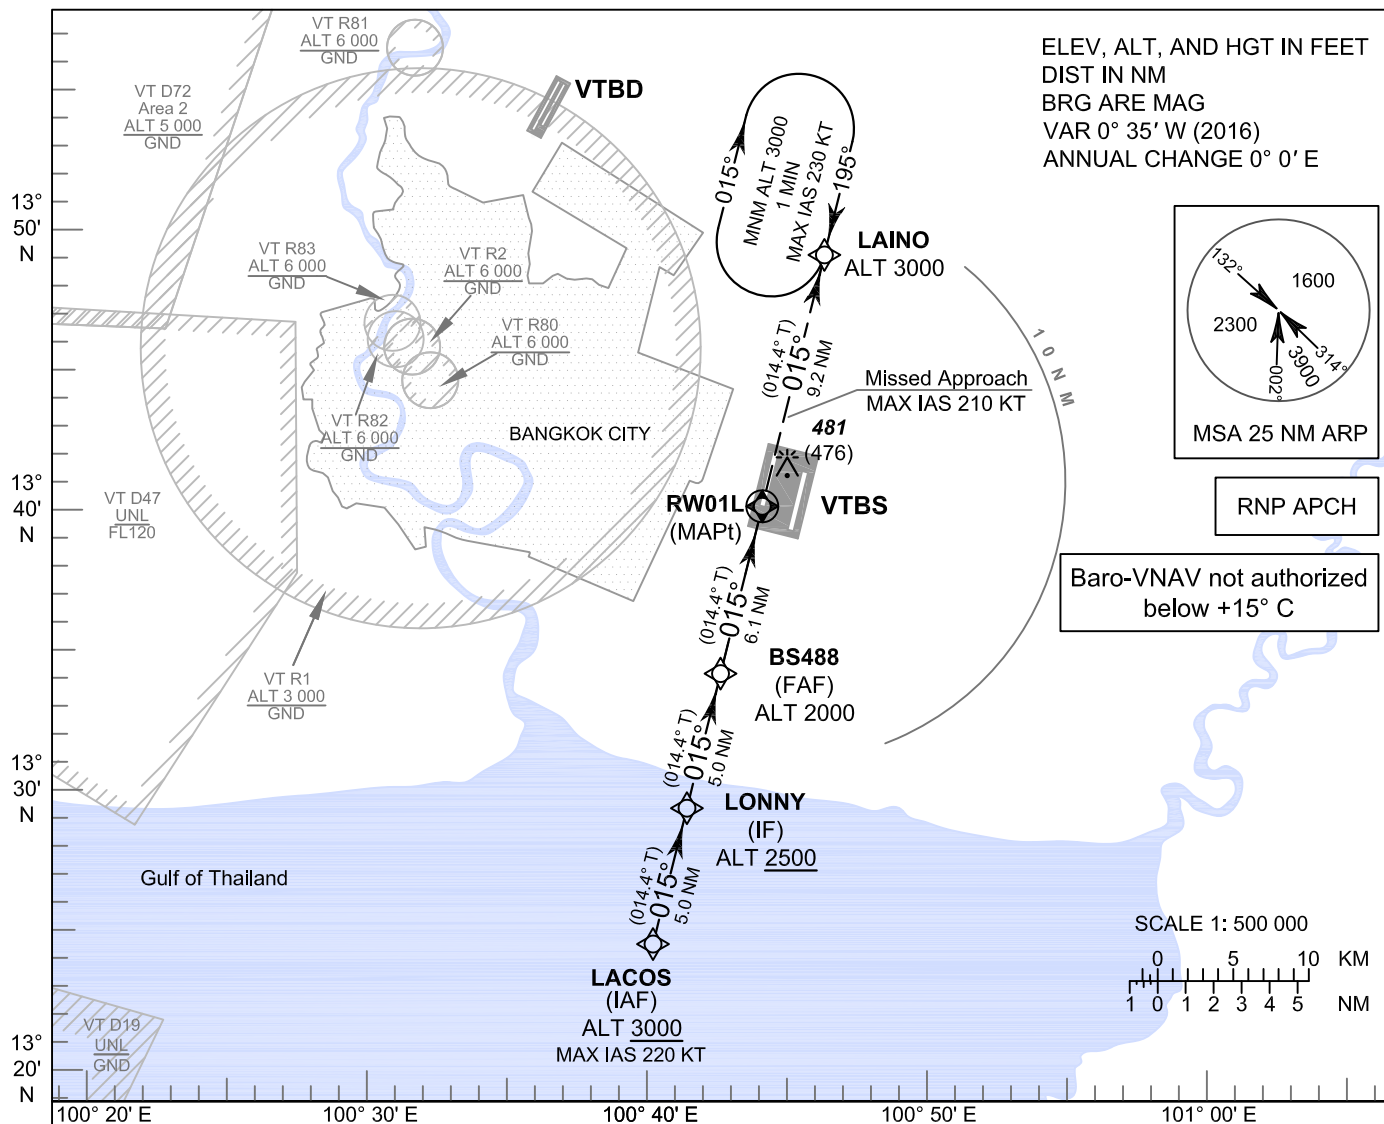 VT R81
ALT 6 000
GND
VTBD
VT D72
Area 2
ALT 5 000
GND
ELEV, ALT, AND HGT IN FEET
DIST IN NM
BRG ARE MAG
VAR 0° 35′ W (2016)
ANNUAL CHANGE 0° 0′ E
015°
MNM ALT 3000
1 MIN
MAX IAS 230 KT
195°
13°
50'
N
VT R83
ALT 6 000
GND
VT R2
ALT 6 000
GND
LAINO
ALT 3000
132°
1600
2300
314°
3900
002°
MSA 25 NM ARP
VT R80
ALT 6 000
GND
(014.4° T)
015°
9.2 NM
10 NM
Missed Approach
MAX IAS 210 KT
VT R82
ALT 6 000
GND
BANGKOK CITY
481
(476)
13°
40'
N
VT D47
UNL
FL120
RW01L
(MAPt)
VTBS
RNP APCH
Baro-VNAV not authorized
below +15° C
(014.4° T)
015°
6.1 NM
VT R1
ALT 3 000
GND
BS488
(FAF)
ALT 2000
(014.4° T)
015°
5.0 NM
13°
30'
N
LONNY
(IF)
ALT 2500
Gulf of Thailand
(014.4° T)
015°
5.0 NM
SCALE 1: 500 000
0 5 10 KM
1 0 1 2 3 4 5 NM
LACOS
(IAF)
ALT 3000
MAX IAS 220 KT
VT D19
UNL
GND
13°
20'
N
100° 20' E 100° 30' E 100° 40' E 100° 50' E 101° 00' E